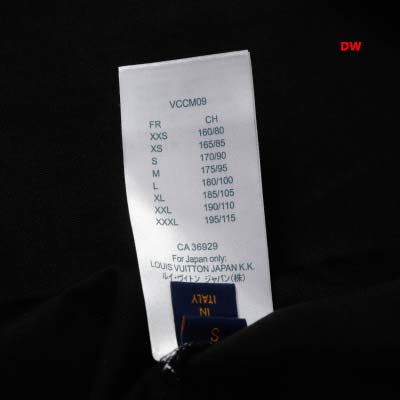 DW
VCCM09
FR CH
XXS 160/80
XS 165/85
S 170/90
M 175/95
L 180/100
XL 185/105
XXL 190/110
XXXL 195/115
CA 36929
For Japan only:
LOUIS VUITTON JAPAN K.K.
ルイ・ヴィトン ジャパン(株)
IN
ITALY
S